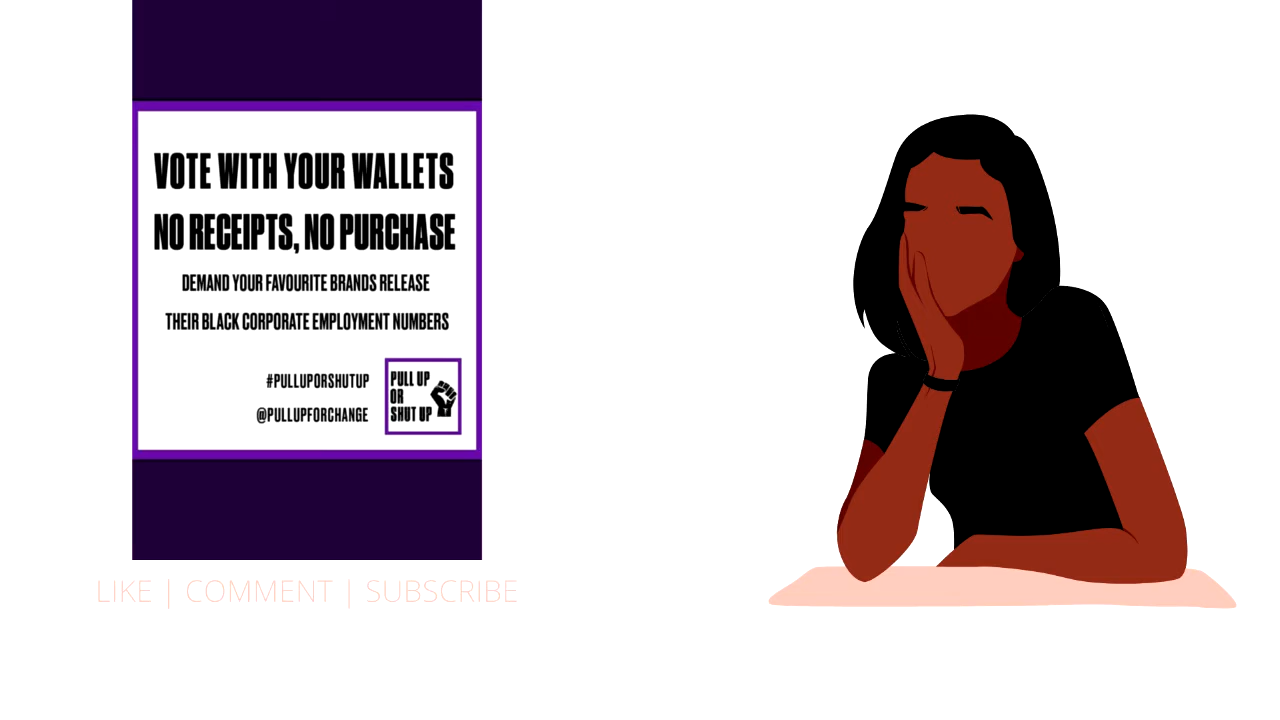 VOTE WITH YOUR WALLETS
NO RECEIPTS, NO PURCHASE
DEMAND YOUR FAVOURITE BRANDS RELEASE
THEIR BLACK CORPORATE EMPLOYMENT NUMBERS
#PULLUPORSHUTUP
@PULLUPFORCHANGE
PULL UP
OR
SHUT UP
LIKE | COMMENT | SUBSCRIBE